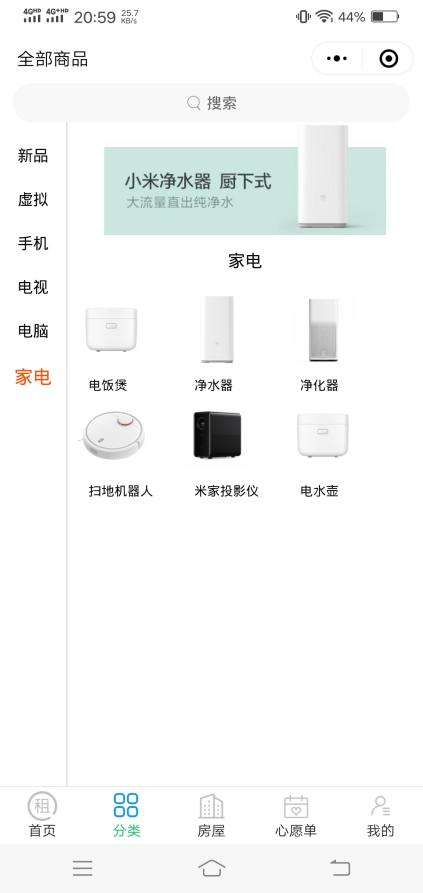 4GHD 4G+HD 20:59 25.7 KB/s 44%
全部商品
搜索
新品
虚拟
手机
电视
电脑
家电
小米净水器 厨下式
大流量直出纯净水
家电
电饭煲 净水器 净化器
扫地机器人 米家投影仪 电水壶
租
首页 分类 房屋 心愿单 我的